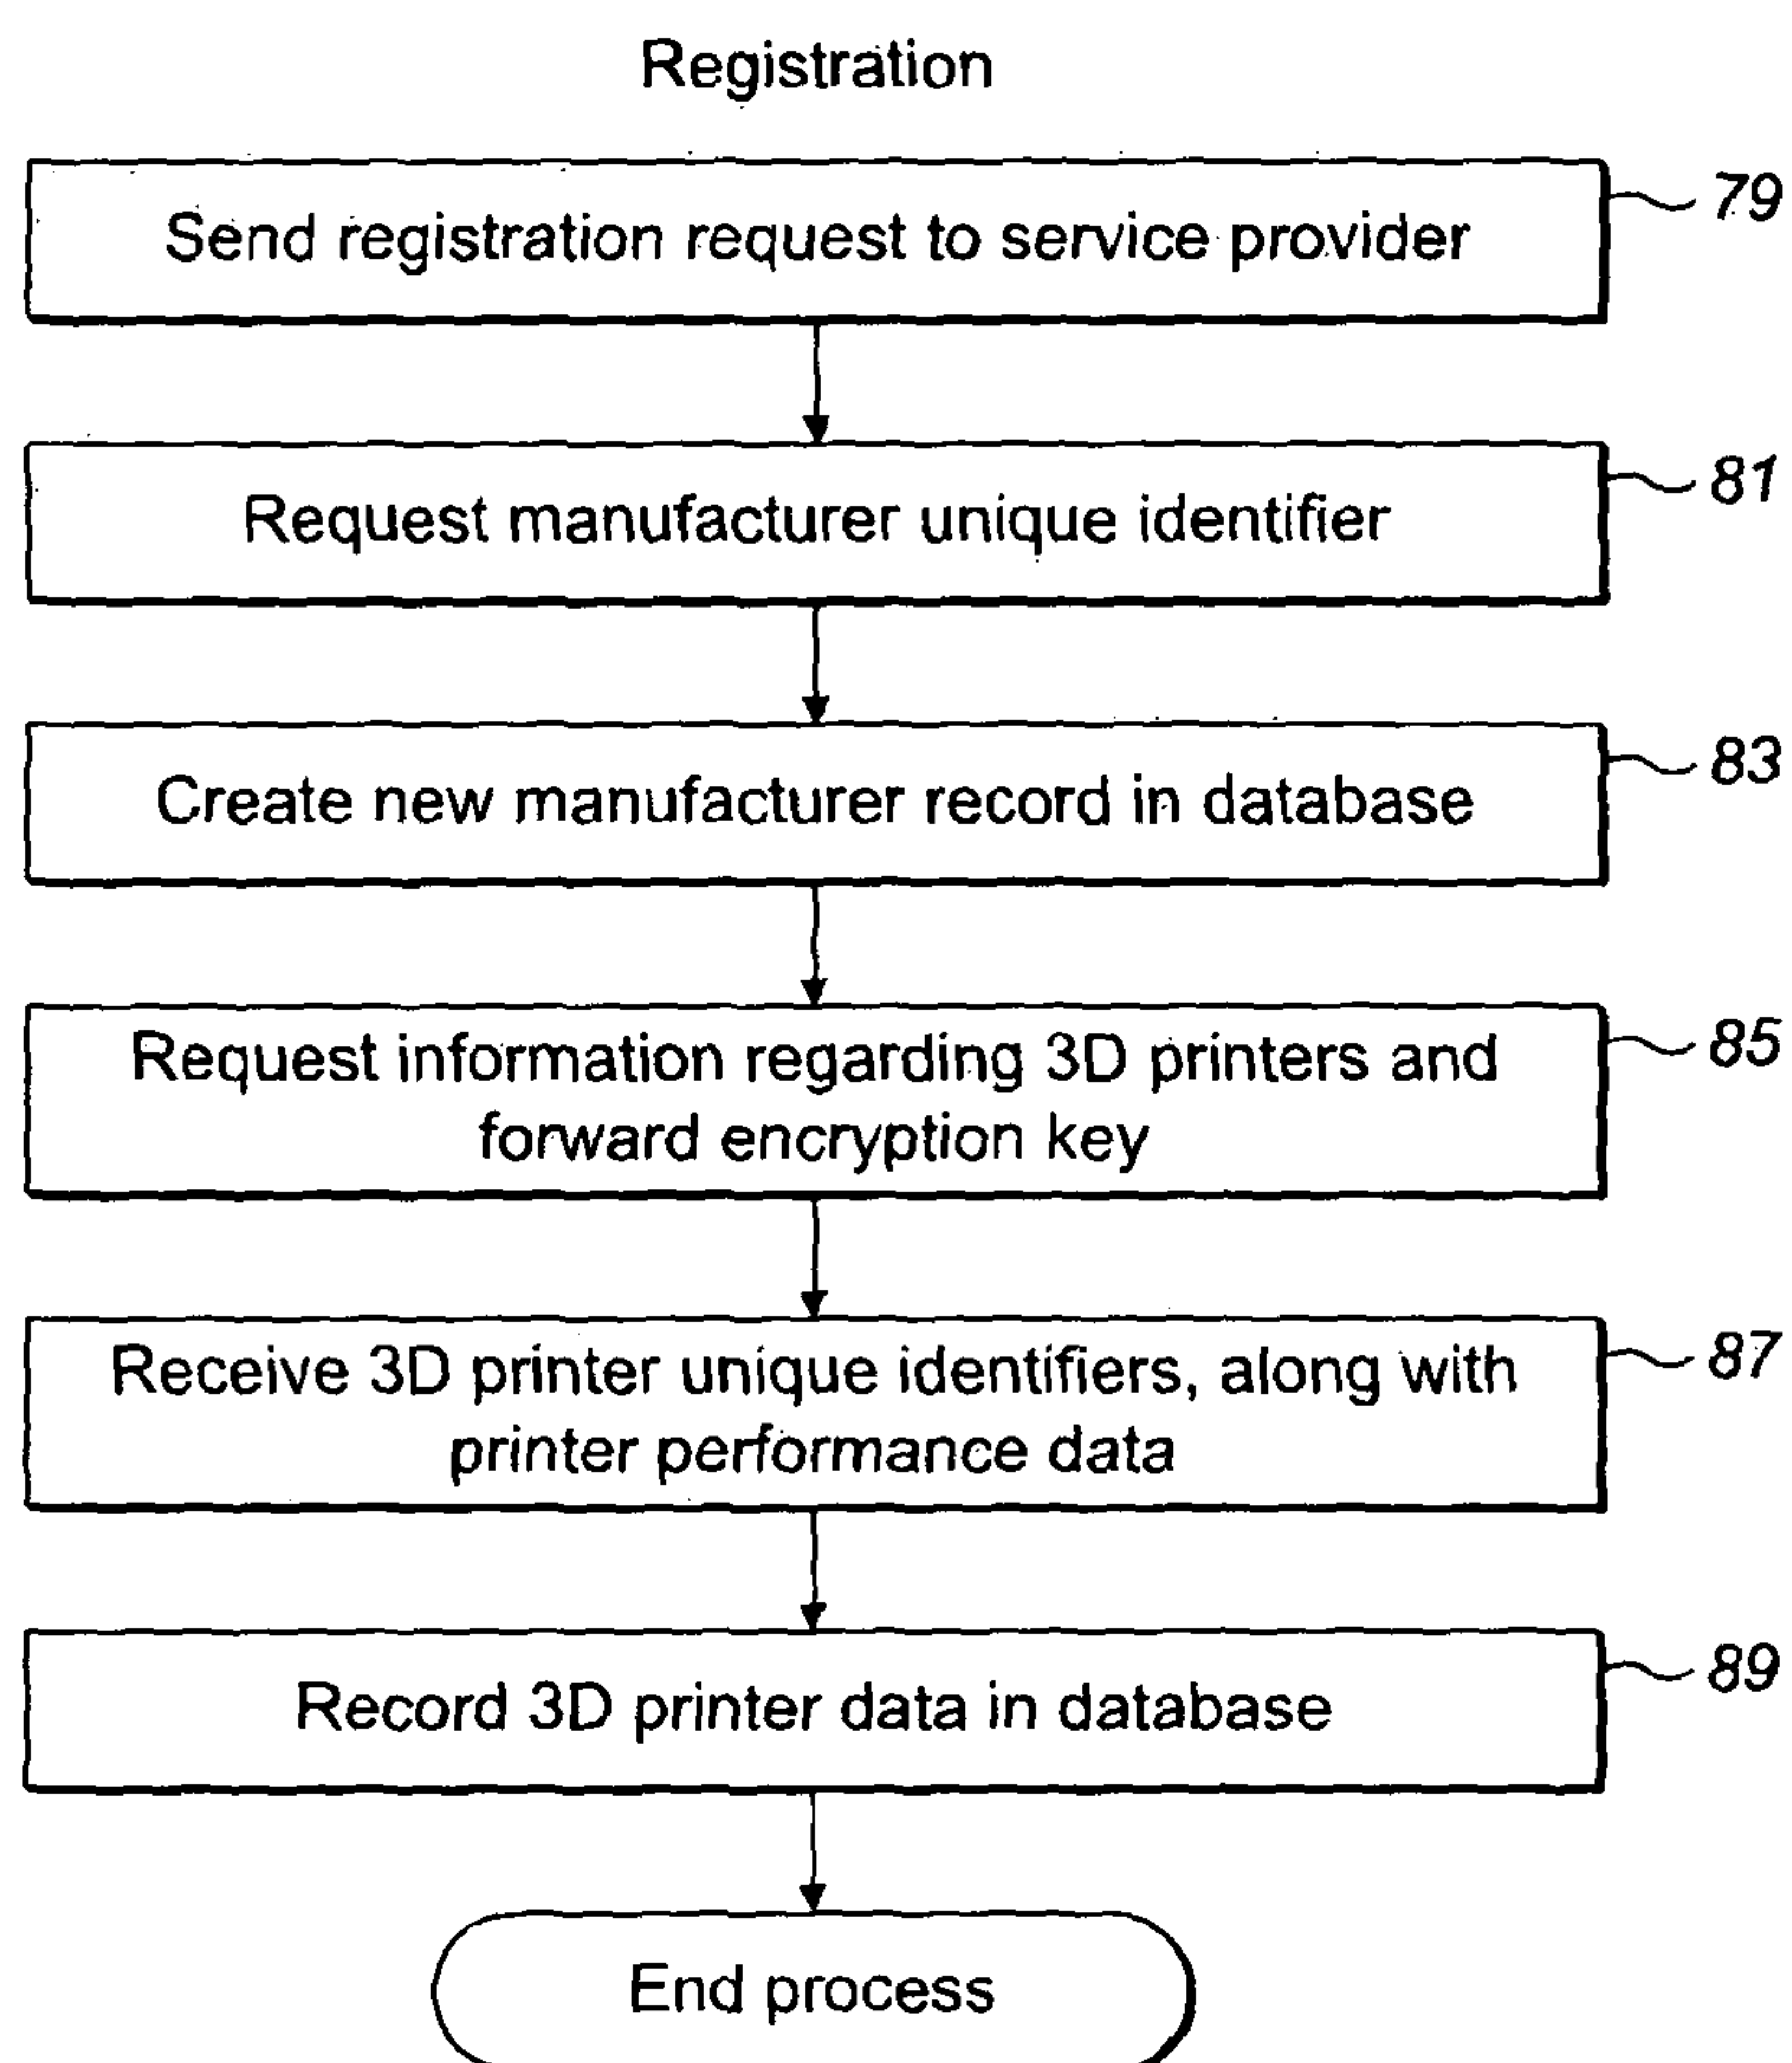 Registration
Send registration request to service provider
79
Request manufacturer unique identifier
81
Create new manufacturer record in database
83
Request information regarding 3D printers and
forward encryption key
85
Receive 3D printer unique identifiers, along with
printer performance data
87
Record 3D printer data in database
89
End process